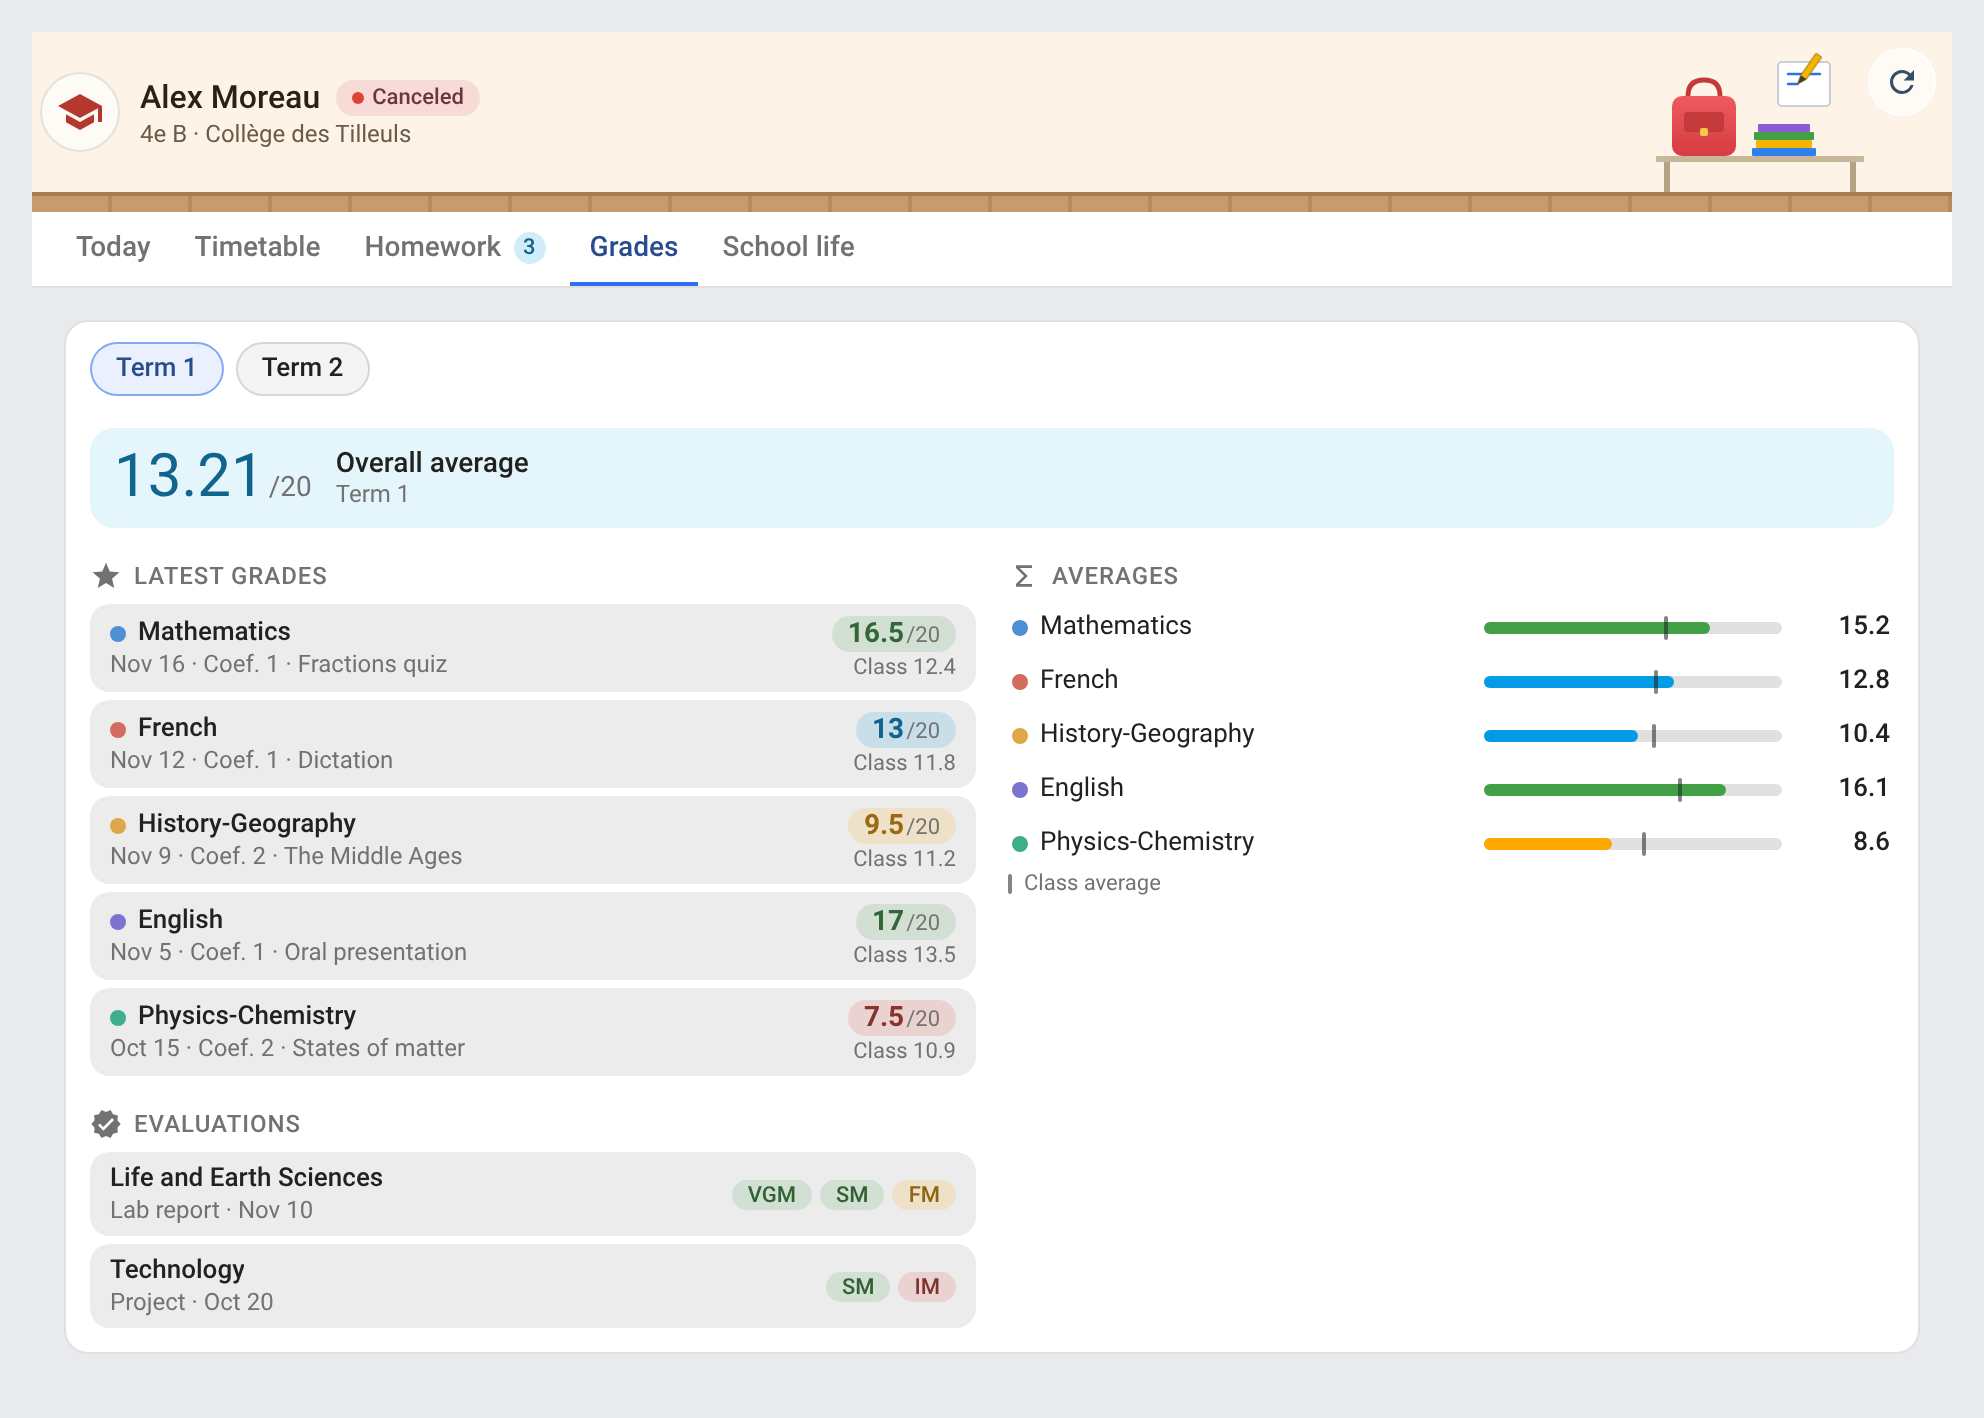 Alex Moreau Canceled
4e B · Collège des Tilleuls
Today Timetable Homework 3 Grades School life
Term 1 Term 2
13.21/20 Overall average
Term 1
LATEST GRADES
Mathematics 16.5/20
Nov 16 · Coef. 1 · Fractions quiz Class 12.4
French 13/20
Nov 12 · Coef. 1 · Dictation Class 11.8
History-Geography 9.5/20
Nov 9 · Coef. 2 · The Middle Ages Class 11.2
English 17/20
Nov 5 · Coef. 1 · Oral presentation Class 13.5
Physics-Chemistry 7.5/20
Oct 15 · Coef. 2 · States of matter Class 10.9
EVALUATIONS
Life and Earth Sciences VGM SM FM
Lab report · Nov 10
Technology SM IM
Project · Oct 20
Σ AVERAGES
Mathematics 15.2
French 12.8
History-Geography 10.4
English 16.1
Physics-Chemistry 8.6
Class average